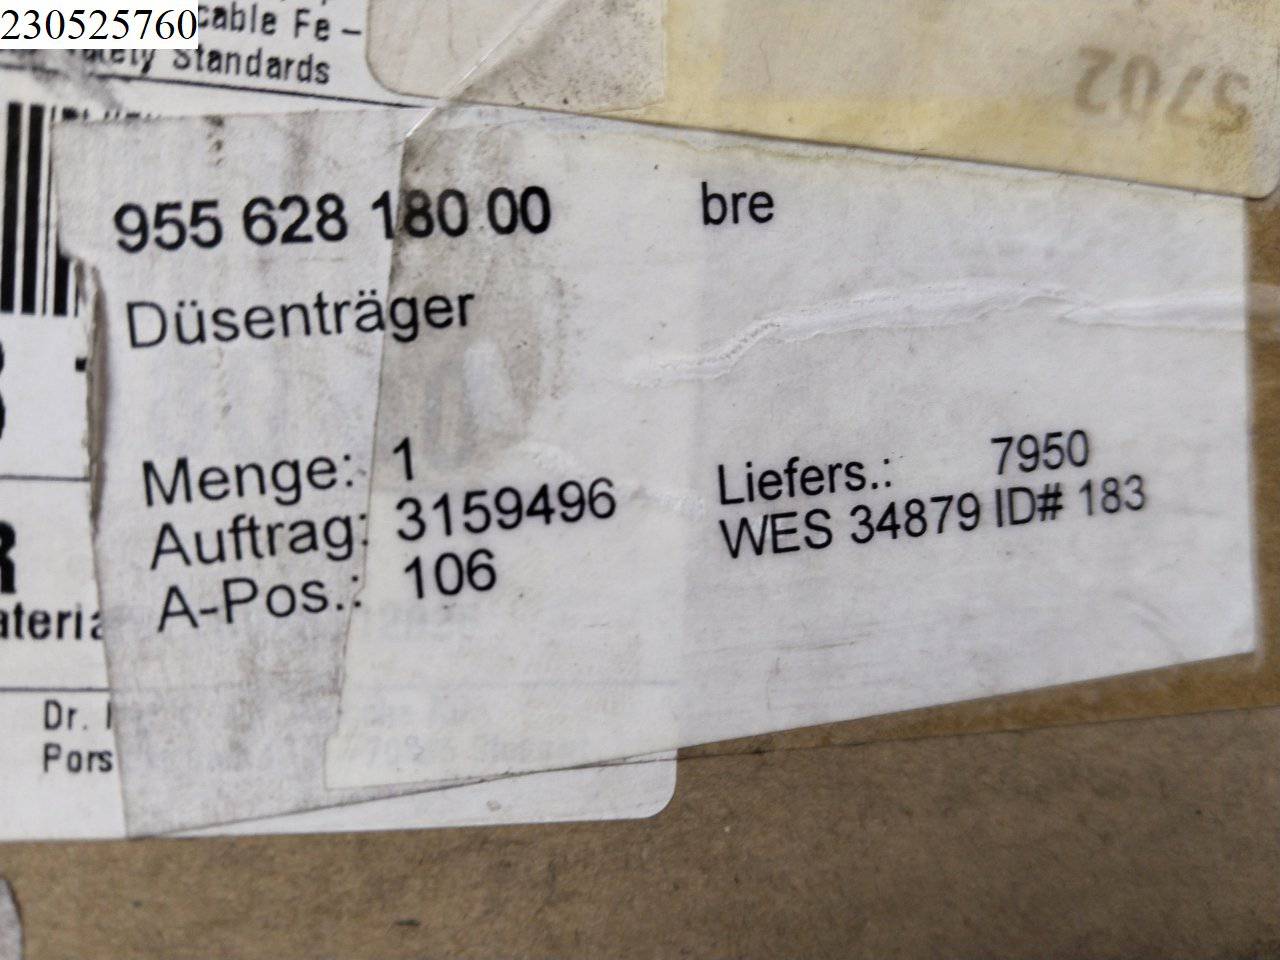 230525760
cable Fe-
Safety Standards
5702
955 628 180 00
bre
Düsenträger
Menge: 1
Auftrag: 3159496
A-Pos.: 106
Liefers.: 7950
WES 34879 ID# 183
R
Dr.
Pors